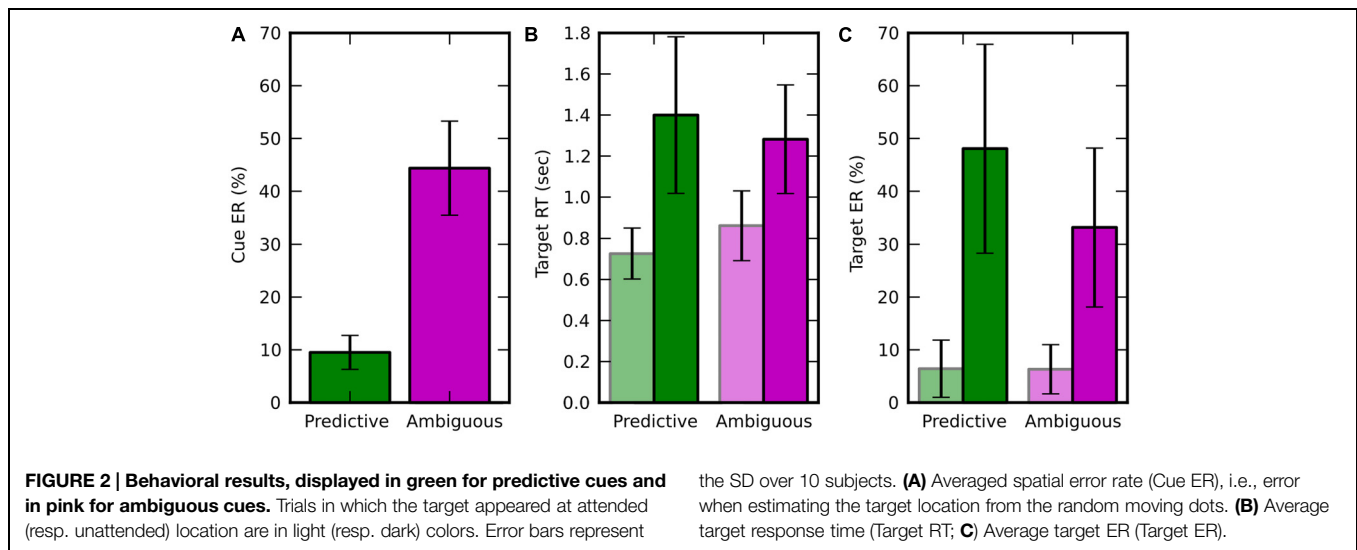 A
70
60
50
40
30
20
10
0
Cue ER (%)
Predictive Ambiguous
B
1.8
1.6
1.4
1.2
1.0
0.8
0.6
0.4
0.2
0.0
Target RT (sec)
Predictive Ambiguous
C
70
60
50
40
30
20
10
0
Target ER (%)
Predictive Ambiguous
FIGURE 2 | Behavioral results, displayed in green for predictive cues and
in pink for ambiguous cues. Trials in which the target appeared at attended
(resp. unattended) location are in light (resp. dark) colors. Error bars represent
the SD over 10 subjects. (A) Averaged spatial error rate (Cue ER), i.e., error
when estimating the target location from the random moving dots. (B) Average
target response time (Target RT; C) Average target ER (Target ER).